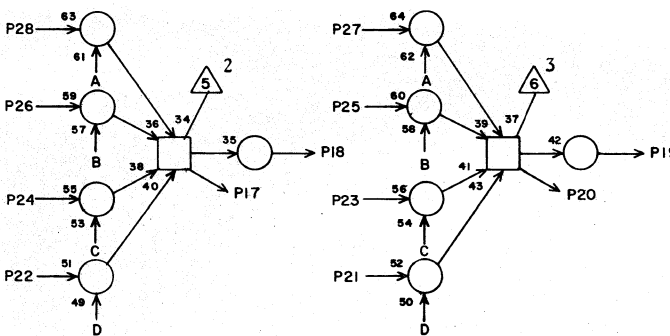 P28 63 61 A
2
5
P26 59 57 B
36 34
35 P18
38 40
P17
P24 55 53 C
P22 51 49 D
P27 64 62 A
3
6
P25 60 58 B
39 37
42 P19
41 43
P20
P23 56 54 C
P21 52 50 D